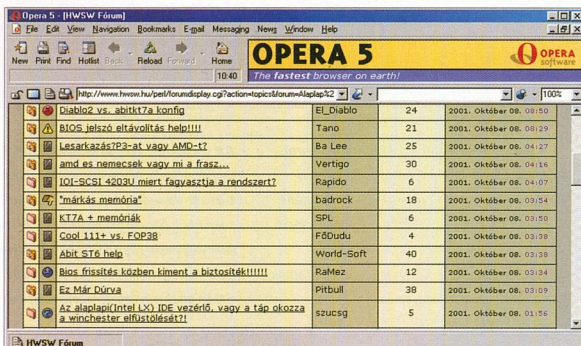 Opera 5 - [HWSW Fórum]
File Edit View Navigation Bookmarks E-mail Messaging News Window Help
New Print Find Hotlist Back Reload Forward Home
10:40
OPERA 5
The fastest browser on earth!
OPERA
software
http://www.hwsw.hu/perl/forumdisplay.cgi?action=topics&forum=Alaplap%2 100%
Diablo2 vs. abitkt7a konfig El_Diablo 24 2001. Október 08. 08:50
BIOS jelszó eltávolítás help!!!! Tano 21 2001. Október 08. 08:29
Lesarkazás?P3-at vagy AMD-t? Ba Lee 25 2001. Október 08. 04:27
amd es nemecsek vagy mi a frasz... Vertigo 30 2001. Október 08. 04:16
IOI-SCSI 4203U miert fagyasztja a rendszert? Rapido 6 2001. Október 08. 04:07
"márkás memória" badrock 18 2001. Október 08. 03:54
KT7A + memóriák SPL 6 2001. Október 08. 03:50
Cool 111+ vs. FOP38 FőDudu 4 2001. Október 08. 03:38
Abit ST6 help World-Soft 40 2001. Október 08. 03:38
Bios frissítés közben kiment a biztosíték!!!!!! RaMez 12 2001. Október 08. 03:34
Ez Már Dúrva Pitbull 38 2001. Október 08. 03:09
Az alaplapi(Intel LX) IDE vezérlő, vagy a táp okozza
a winchester elfüstölését?! szucsg 5 2001. Október 08. 01:56
HWSW Fórum